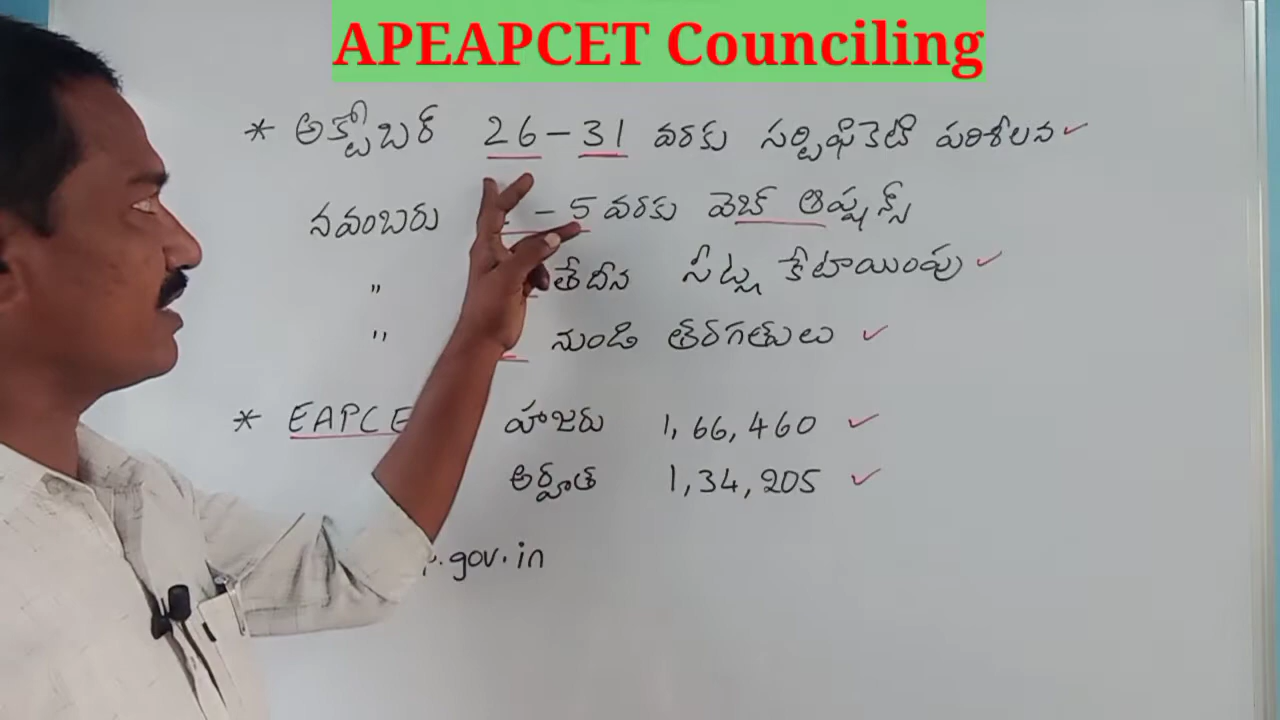 APEAPCET Counciling
* అక్టోబర్ 26-31 వరకు సర్టిఫికెట్ పరిశీలన ✓
నవంబరు - 5 వరకు వెబ్ ఆప్షన్స్
" తేదీన సీట్ల కేటాయింపు ✓
" నుండి తరగతులు ✓
* EAPCE హాజరు 1,66,460 ✓
అర్హత 1,34,205 ✓
.gov.in